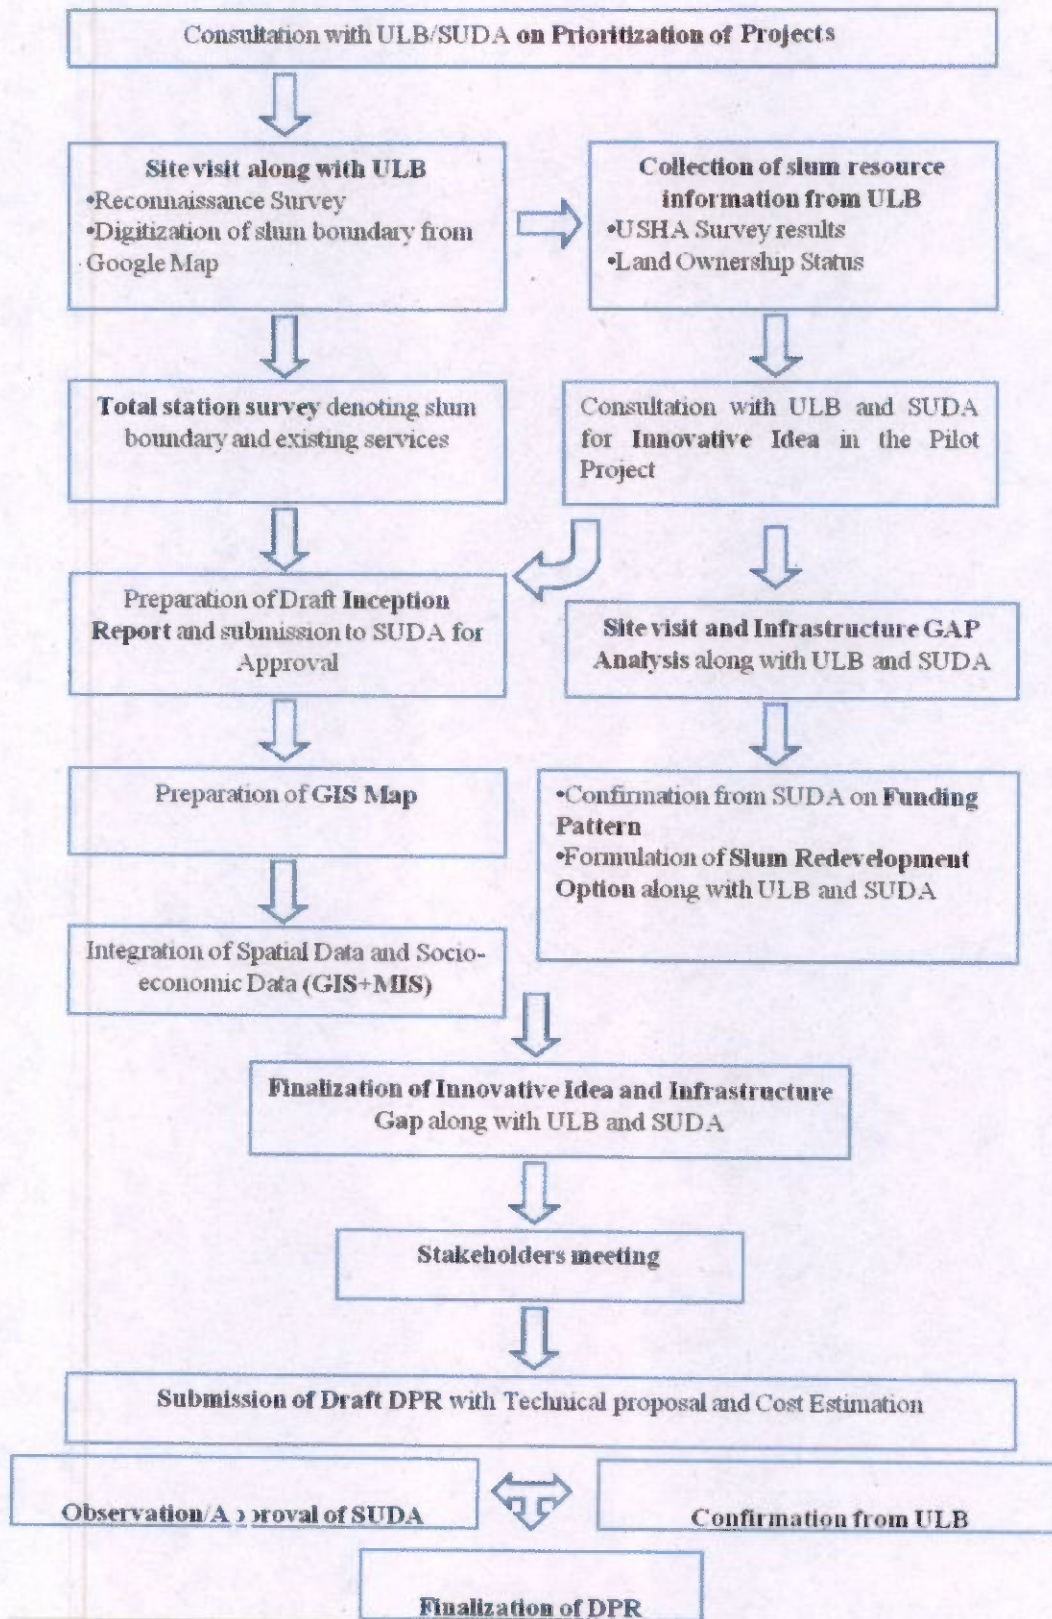 Consultation with ULB/SUDA on Prioritization of Projects
Site visit along with ULB
•Reconnaissance Survey
•Digitization of slum boundary from
Google Map
Collection of slum resource
information from ULB
•USHA Survey results
•Land Ownership Status
Total station survey denoting slum
boundary and existing services
Consultation with ULB and SUDA
for Innovative Idea in the Pilot
Project
Preparation of Draft Inception
Report and submission to SUDA for
Approval
Site visit and Infrastructure GAP
Analysis along with ULB and SUDA
Preparation of GIS Map
•Confirmation from SUDA on Funding
Pattern
•Formulation of Slum Redevelopment
Option along with ULB and SUDA
Integration of Spatial Data and Socio-
economic Data (GIS+MIS)
Finalization of Innovative Idea and Infrastructure
Gap along with ULB and SUDA
Stakeholders meeting
Submission of Draft DPR with Technical proposal and Cost Estimation
Observation/Approval of SUDA
Confirmation from ULB
Finalization of DPR